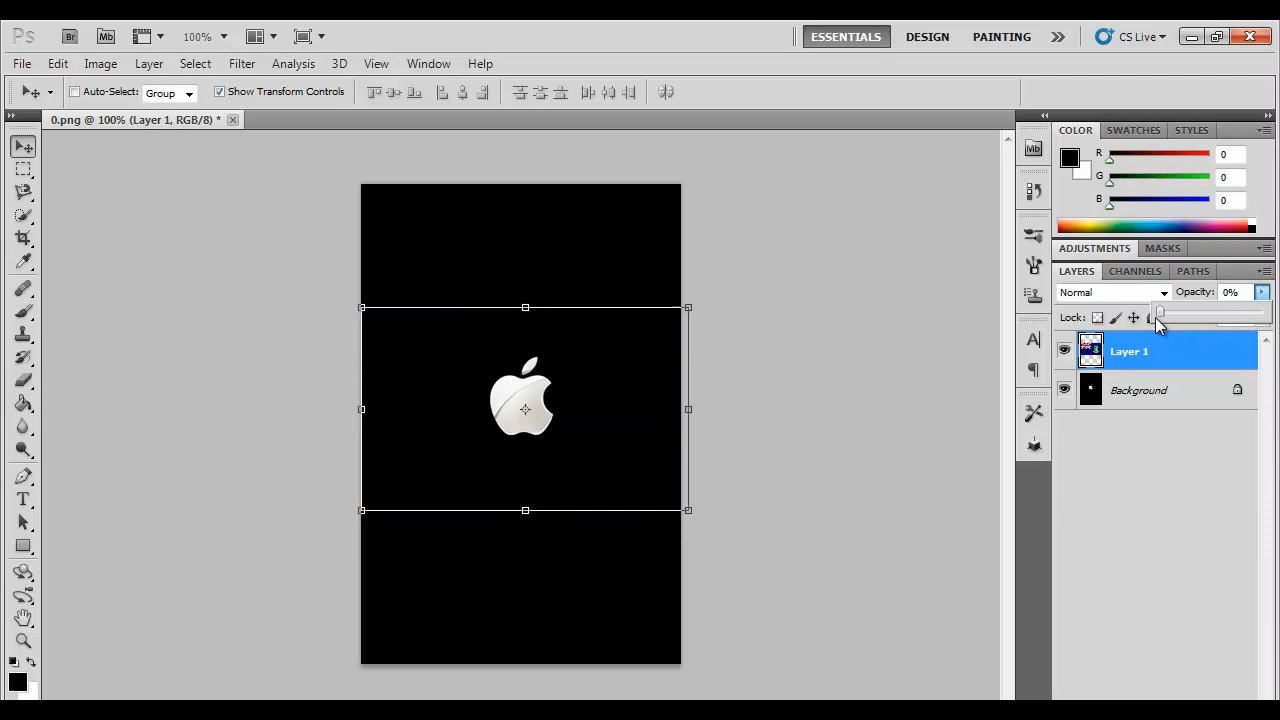 Ps Br Mb 100% ESSENTIALS DESIGN PAINTING CS Live
File Edit Image Layer Select Filter Analysis 3D View Window Help
Auto-Select: Group Show Transform Controls
0.png @ 100% (Layer 1, RGB/8) *
COLOR SWATCHES STYLES
Mb
R 0
G 0
B 0
ADJUSTMENTS MASKS
LAYERS CHANNELS PATHS
Normal Opacity: 0%
Lock:
Layer 1
Background